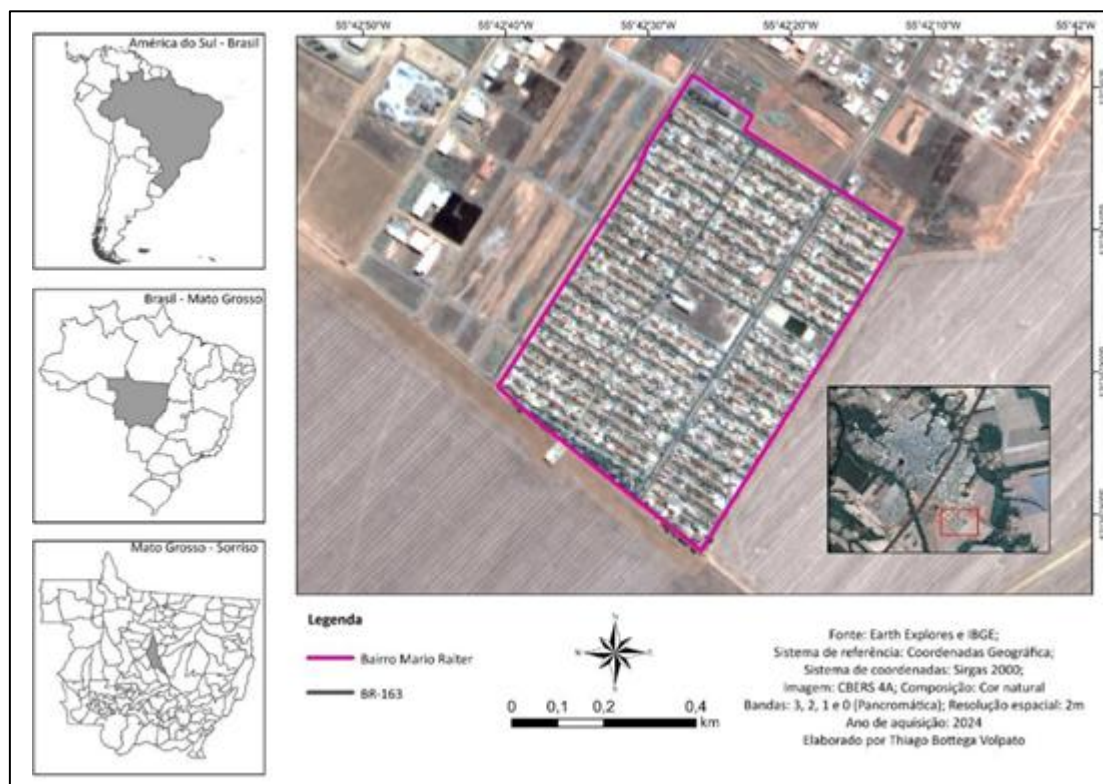 América do Sul - Brasil
Brasil - Mato Grosso
Mato Grosso - Sorriso
55°42'50"W 55°42'40"W 55°42'30"W 55°42'20"W 55°42'10"W 55°42'W
Legenda
Bairro Mario Raiter
BR-163
N
0 0,1 0,2 0,4
km
Fonte: Earth Explores e IBGE;
Sistema de referência: Coordenadas Geográfica;
Sistema de coordenadas: Sirgas 2000;
Imagem: CBERS 4A; Composição: Cor natural
Bandas: 3, 2, 1 e 0 (Pancromática); Resolução espacial: 2m
Ano de aquisição: 2024
Elaborado por Thiago Bottega Volpato